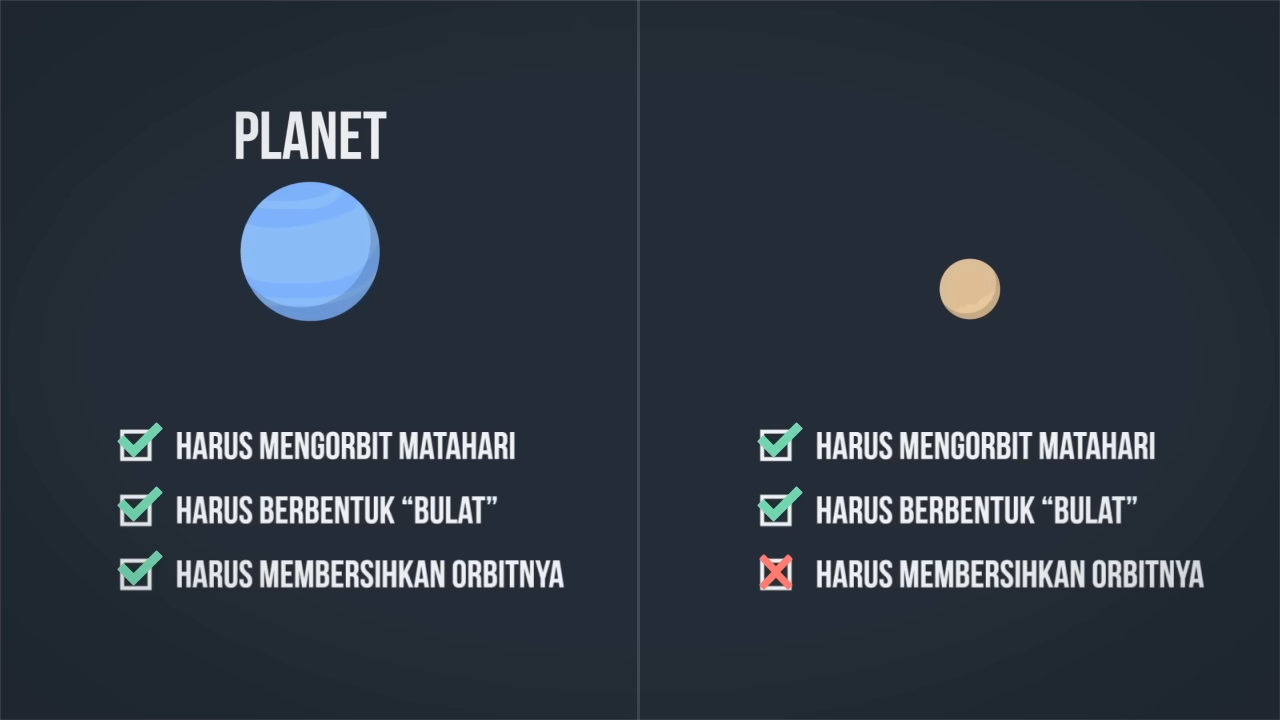 PLANET
HARUS MENGORBIT MATAHARI
HARUS BERBENTUK “BULAT”
HARUS MEMBERSIHKAN ORBITNYA
HARUS MENGORBIT MATAHARI
HARUS BERBENTUK “BULAT”
HARUS MEMBERSIHKAN ORBITNYA